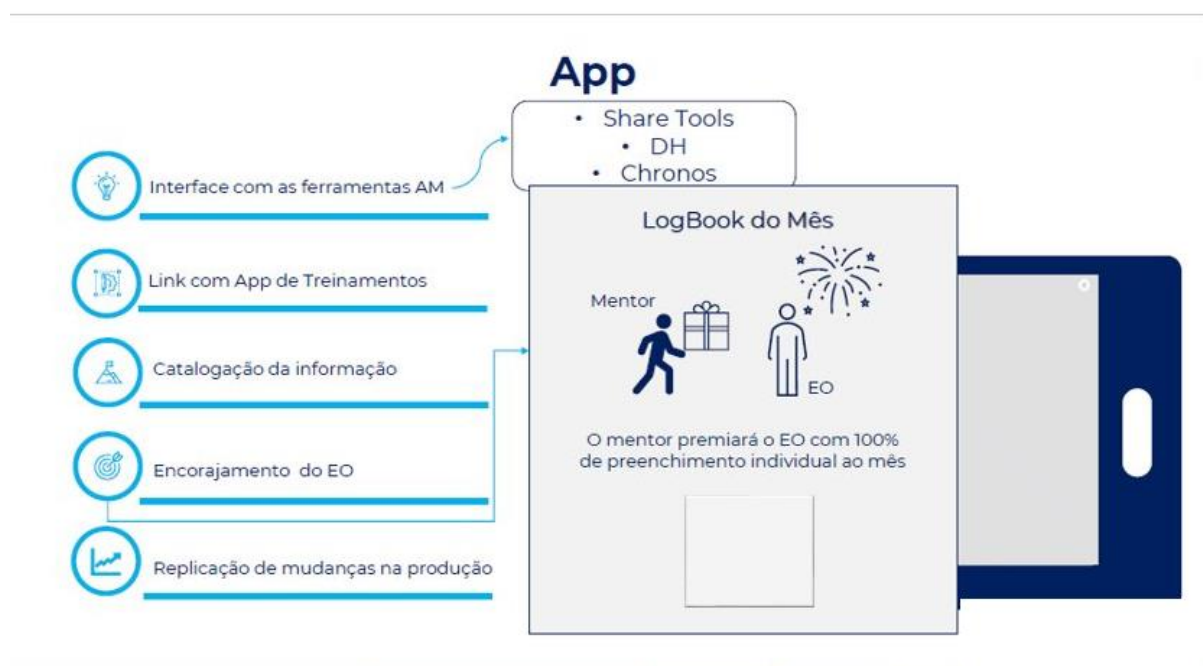 App
• Share Tools
• DH
• Chronos
Interface com as ferramentas AM
Link com App de Treinamentos
Catalogação da informação
Encorajamento do EO
Replicação de mudanças na produção
LogBook do Mês
Mentor
EO
O mentor premiará o EO com 100%
de preenchimento individual ao mês